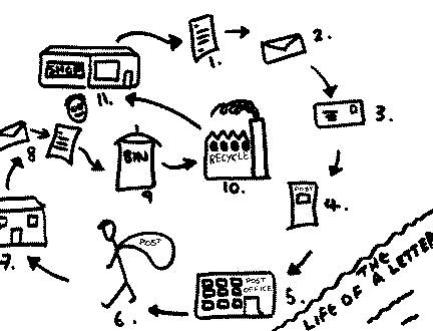 1.
2.
3.
POST
4.
POST
OFFICE
5.
POST
6.
7.
8
BIN
9
RECYCLE
10.
SHOP
11.
THE
LIFE OF A LETTER